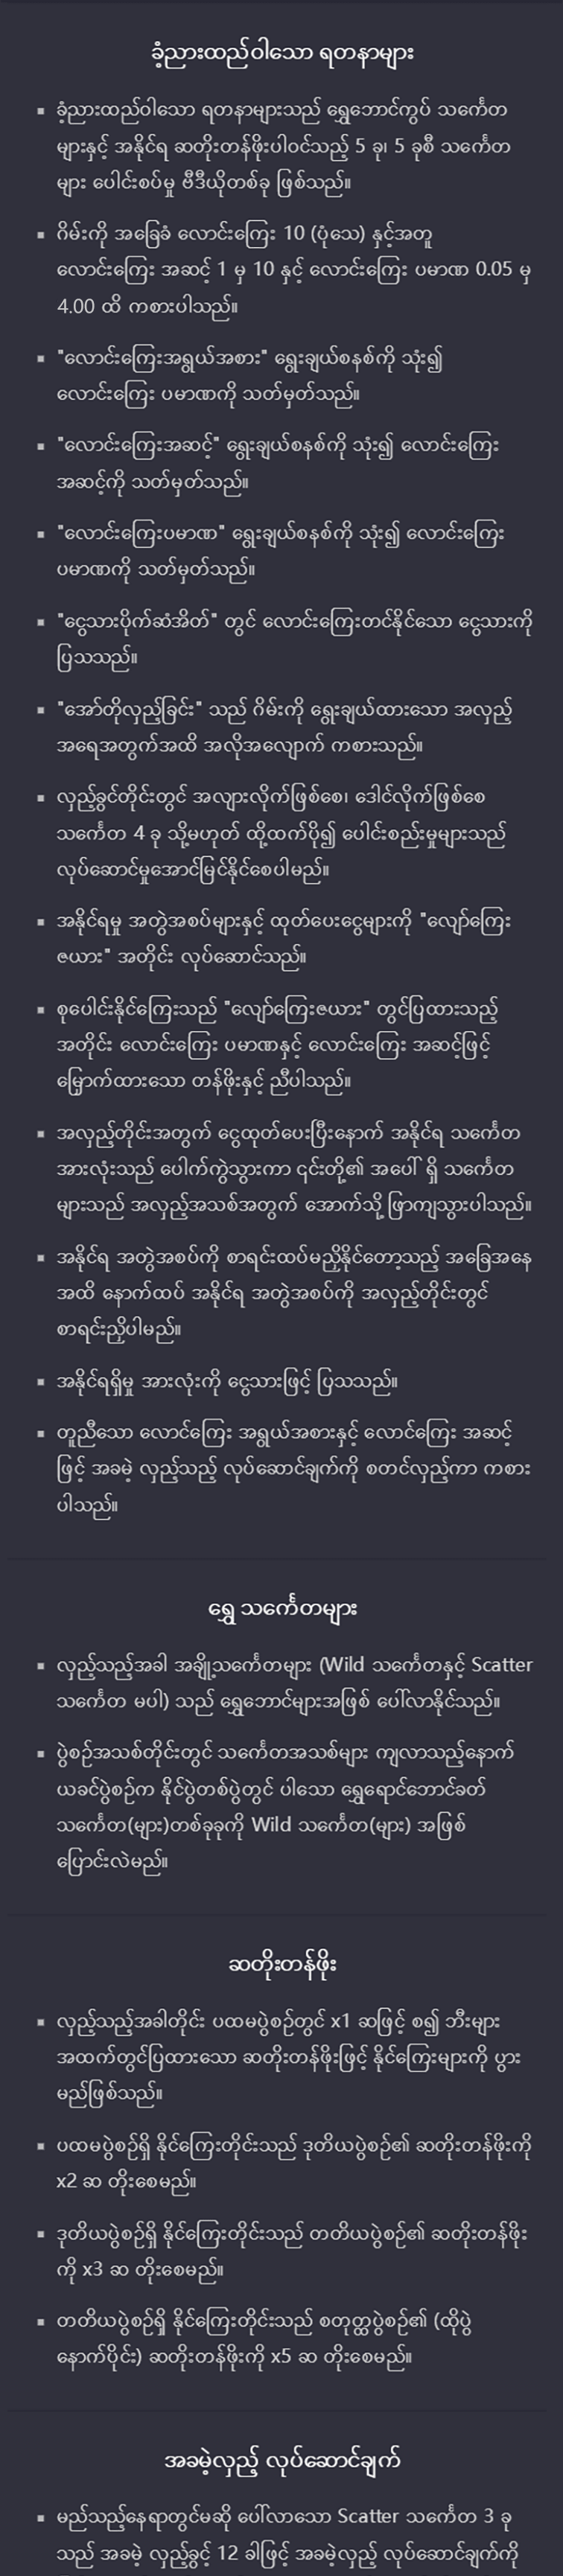 ခံ့ညားထည်ဝါသော ရတနာများ
ခံ့ညားထည်ဝါသော ရတနာများသည် ရွှေဘောင်ကွပ် သင်္ကေတ
များနှင့် အနိုင်ရ ဆတိုးတန်ဖိုးပါဝင်သည့် 5 ခု၊ 5 ခုစီ သင်္ကေတ
များ ပေါင်းစပ်မှု ဗီဒီယိုတစ်ခု ဖြစ်သည်။
ဂိမ်းကို အခြေခံ လောင်းကြေး 10 (ပုံသေ) နှင့်အတူ
လောင်းကြေး အဆင့် 1 မှ 10 နှင့် လောင်းကြေး ပမာဏ 0.05 မှ
4.00 ထိ ကစားပါသည်။
"လောင်းကြေးအရွယ်အစား" ရွေးချယ်စနစ်ကို သုံး၍
လောင်းကြေး ပမာဏကို သတ်မှတ်သည်။
"လောင်းကြေးအဆင့်" ရွေးချယ်စနစ်ကို သုံး၍ လောင်းကြေး
အဆင့်ကို သတ်မှတ်သည်။
"လောင်းကြေးပမာဏ" ရွေးချယ်စနစ်ကို သုံး၍ လောင်းကြေး
ပမာဏကို သတ်မှတ်သည်။
"ငွေသားပိုက်ဆံအိတ်" တွင် လောင်းကြေးတင်နိုင်သော ငွေသားကို
ပြသသည်။
"အော်တိုလှည့်ခြင်း" သည် ဂိမ်းကို ရွေးချယ်ထားသော အလှည့်
အရေအတွက်အထိ အလိုအလျောက် ကစားသည်။
လှည့်ခွင်တိုင်းတွင် အလျားလိုက်ဖြစ်စေ၊ ဒေါင်လိုက်ဖြစ်စေ
သင်္ကေတ 4 ခု သို့မဟုတ် ထို့ထက်ပို၍ ပေါင်းစည်းမှုများသည်
လုပ်ဆောင်မှုအောင်မြင်နိုင်စေပါမည်။
အနိုင်ရမှု အတွဲအစပ်များနှင့် ထုတ်ပေးငွေများကို "လျော်ကြေး
ဇယား" အတိုင်း လုပ်ဆောင်သည်။
စုပေါင်းနိုင်ကြေးသည် "လျော်ကြေးဇယား" တွင်ပြထားသည့်
အတိုင်း လောင်းကြေး ပမာဏနှင့် လောင်းကြေး အဆင့်ဖြင့်
မြှောက်ထားသော တန်ဖိုးနှင့် ညီပါသည်။
အလှည့်တိုင်းအတွက် ငွေထုတ်ပေးပြီးနောက် အနိုင်ရ သင်္ကေတ
အားလုံးသည် ပေါက်ကွဲသွားကာ ၎င်းတို့၏ အပေါ် ရှိ သင်္ကေတ
များသည် အလှည့်အသစ်အတွက် အောက်သို့ ဖြာကျသွားပါသည်။
အနိုင်ရ အတွဲအစပ်ကို စာရင်းထပ်မညှိနိုင်တော့သည့် အခြေအနေ
အထိ နောက်ထပ် အနိုင်ရ အတွဲအစပ်ကို အလှည့်တိုင်းတွင်
စာရင်းညှိပါမည်။
အနိုင်ရရှိမှု အားလုံးကို ငွေသားဖြင့် ပြသသည်။
တူညီသော လောင်ကြေး အရွယ်အစားနှင့် လောင်ကြေး အဆင့်
ဖြင့် အခမဲ့ လှည့်သည့် လုပ်ဆောင်ချက်ကို စတင်လှည့်ကာ ကစား
ပါသည်။
ရွှေ သင်္ကေတများ
လှည့်သည့်အခါ အချို့သင်္ကေတများ (Wild သင်္ကေတနှင့် Scatter
သင်္ကေတ မပါ) သည် ရွှေဘောင်များအဖြစ် ပေါ်လာနိုင်သည်။
ပွဲစဉ်အသစ်တိုင်းတွင် သင်္ကေတအသစ်များ ကျလာသည့်နောက်
ယခင်ပွဲစဉ်က နိုင်ပွဲတစ်ပွဲတွင် ပါသော ရွှေရောင်ဘောင်ခတ်
သင်္ကေတ(များ)တစ်ခုခုကို Wild သင်္ကေတ(များ) အဖြစ်
ပြောင်းလဲမည်။
ဆတိုးတန်ဖိုး
လှည့်သည့်အခါတိုင်း ပထမပွဲစဉ်တွင် x1 ဆဖြင့် စ၍ ဘီးများ
အထက်တွင်ပြထားသော ဆတိုးတန်ဖိုးဖြင့် နိုင်ကြေးများကို ပွား
မည်ဖြစ်သည်။
ပထမပွဲစဉ်ရှိ နိုင်ကြေးတိုင်းသည် ဒုတိယပွဲစဉ်၏ ဆတိုးတန်ဖိုးကို
x2 ဆ တိုးစေမည်။
ဒုတိယပွဲစဉ်ရှိ နိုင်ကြေးတိုင်းသည် တတိယပွဲစဉ်၏ ဆတိုးတန်ဖိုး
ကို x3 ဆ တိုးစေမည်။
တတိယပွဲစဉ်ရှိ နိုင်ကြေးတိုင်းသည် စတုတ္ထပွဲစဉ်၏ (ထိုပွဲ
နောက်ပိုင်း) ဆတိုးတန်ဖိုးကို x5 ဆ တိုးစေမည်။
အခမဲ့လှည့် လုပ်ဆောင်ချက်
မည်သည့်နေရာတွင်မဆို ပေါ်လာသော Scatter သင်္ကေတ 3 ခု
သည် အခမဲ့ လှည့်ခွင့် 12 ခါဖြင့် အခမဲ့လှည့် လုပ်ဆောင်ချက်ကို